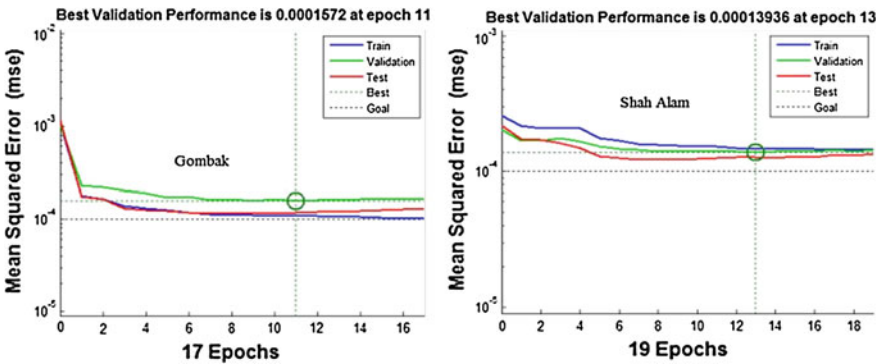 Best Validation Performance is 0.0001572 at epoch 11
Mean Squared Error (mse)
10^-2
10^-3
10^-4
10^-5
Train
Validation
Test
Best
Goal
Gombak
0 2 4 6 8 10 12 14 16
17 Epochs
Best Validation Performance is 0.00013936 at epoch 13
Mean Squared Error (mse)
10^-3
10^-4
10^-5
Train
Validation
Test
Best
Goal
Shah Alam
0 2 4 6 8 10 12 14 16 18
19 Epochs